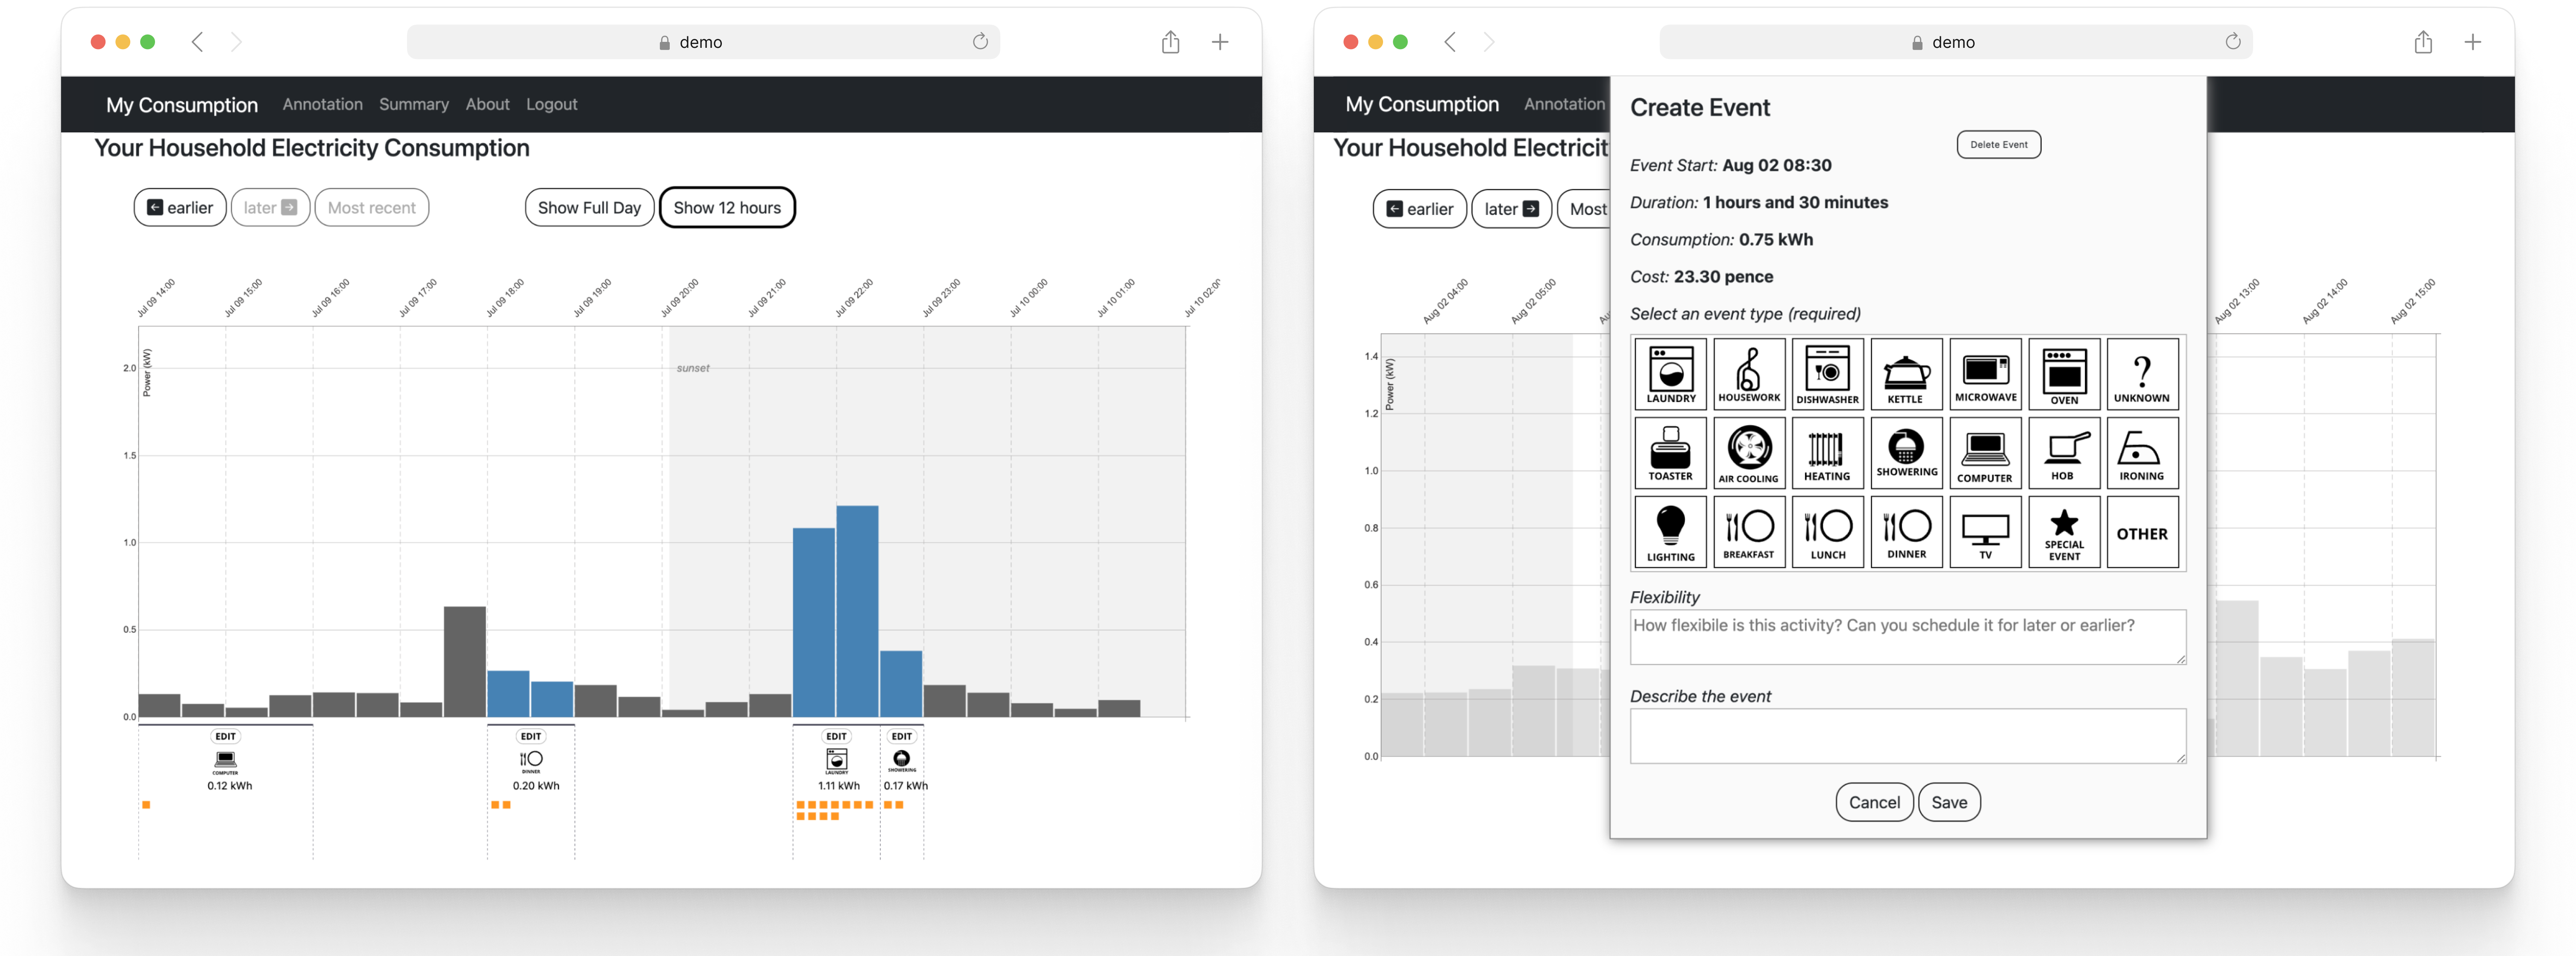 demo
My Consumption Annotation Summary About Logout
Your Household Electricity Consumption
earlier later Most recent Show Full Day Show 12 hours
Jul 09 14:00 Jul 09 15:00 Jul 09 16:00 Jul 09 17:00 Jul 09 18:00 Jul 09 19:00 Jul 09 20:00 Jul 09 21:00 Jul 09 22:00 Jul 09 23:00 Jul 10 00:00 Jul 10 01:00 Jul 10 02:00
Power (kW)
2.0
sunset
1.5
1.0
0.5
0.0
EDIT EDIT EDIT EDIT
COMPUTER DINNER LAUNDRY SHOWERING
0.12 kWh 0.20 kWh 1.11 kWh 0.17 kWh
demo
My Consumption Annotation
Your Household Electricit
earlier later Most
Aug 02 04:00 Aug 02 05:00 Au
Aug 02 13:00 Aug 02 14:00 Aug 02 15:00
Power (kW)
1.4
1.2
1.0
0.8
0.6
0.4
0.2
0.0
Create Event
Delete Event
Event Start: Aug 02 08:30
Duration: 1 hours and 30 minutes
Consumption: 0.75 kWh
Cost: 23.30 pence
Select an event type (required)
LAUNDRY HOUSEWORK DISHWASHER KETTLE MICROWAVE OVEN ? UNKNOWN
TOASTER AIR COOLING HEATING SHOWERING COMPUTER HOB IRONING
LIGHTING BREAKFAST LUNCH DINNER TV SPECIAL EVENT OTHER
Flexibility
How flexibile is this activity? Can you schedule it for later or earlier?
Describe the event
Cancel Save